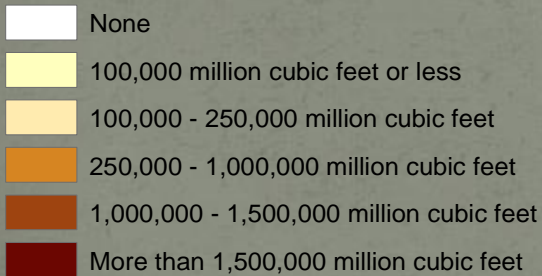 None
100,000 million cubic feet or less
100,000 - 250,000 million cubic feet
250,000 - 1,000,000 million cubic feet
1,000,000 - 1,500,000 million cubic feet
More than 1,500,000 million cubic feet